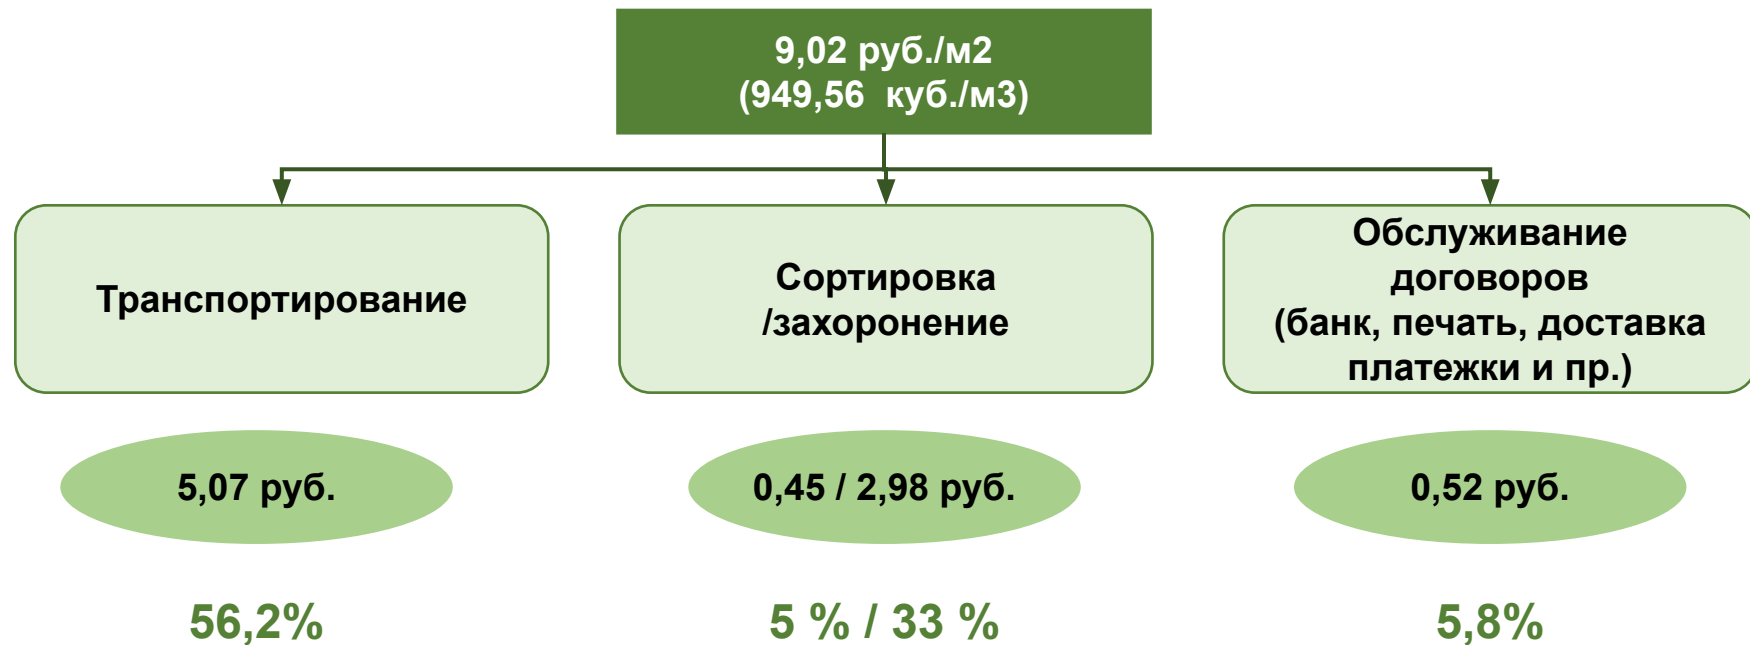 9,02 руб./м2
(949,56 куб./м3)
Транспортирование
Сортировка
/захоронение
Обслуживание
договоров
(банк, печать, доставка
платежки и пр.)
5,07 руб.
0,45 / 2,98 руб.
0,52 руб.
56,2%
5 % / 33 %
5,8%